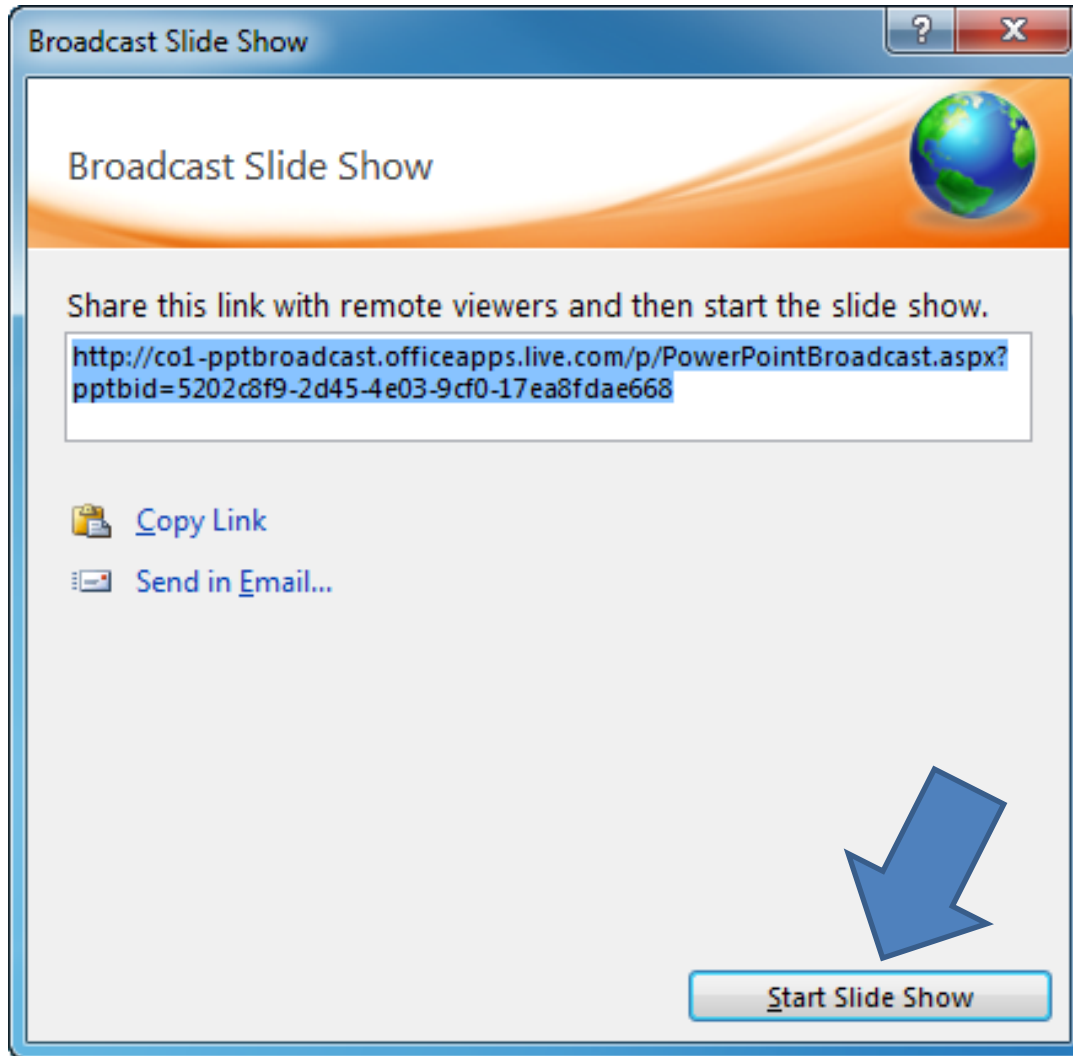 Broadcast Slide Show
? X
Broadcast Slide Show
Share this link with remote viewers and then start the slide show.
http://co1-pptbroadcast.officeapps.live.com/p/PowerPointBroadcast.aspx?
pptbid=5202c8f9-2d45-4e03-9cf0-17ea8fdae668
Copy Link
Send in Email...
Start Slide Show